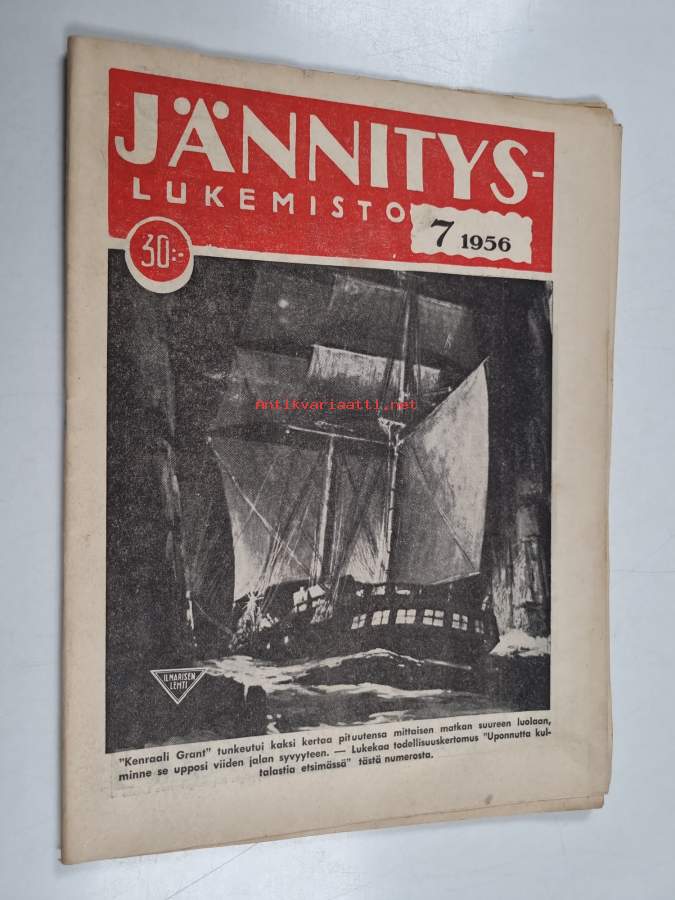 JÄNNITYS-
LUKEMISTO
7 1956
30:-
Antikvariaatti.net
ILMARISEN
LEHTI
"Kenraali Grant" tunkeutui kaksi kertaa pituutensa mittaisen matkan suureen luolaan,
minne se upposi viiden jalan syvyyteen. — Lukekaa todellisuuskertomus "Uponnutta kul-
talastia etsimässä" tästä numerosta.